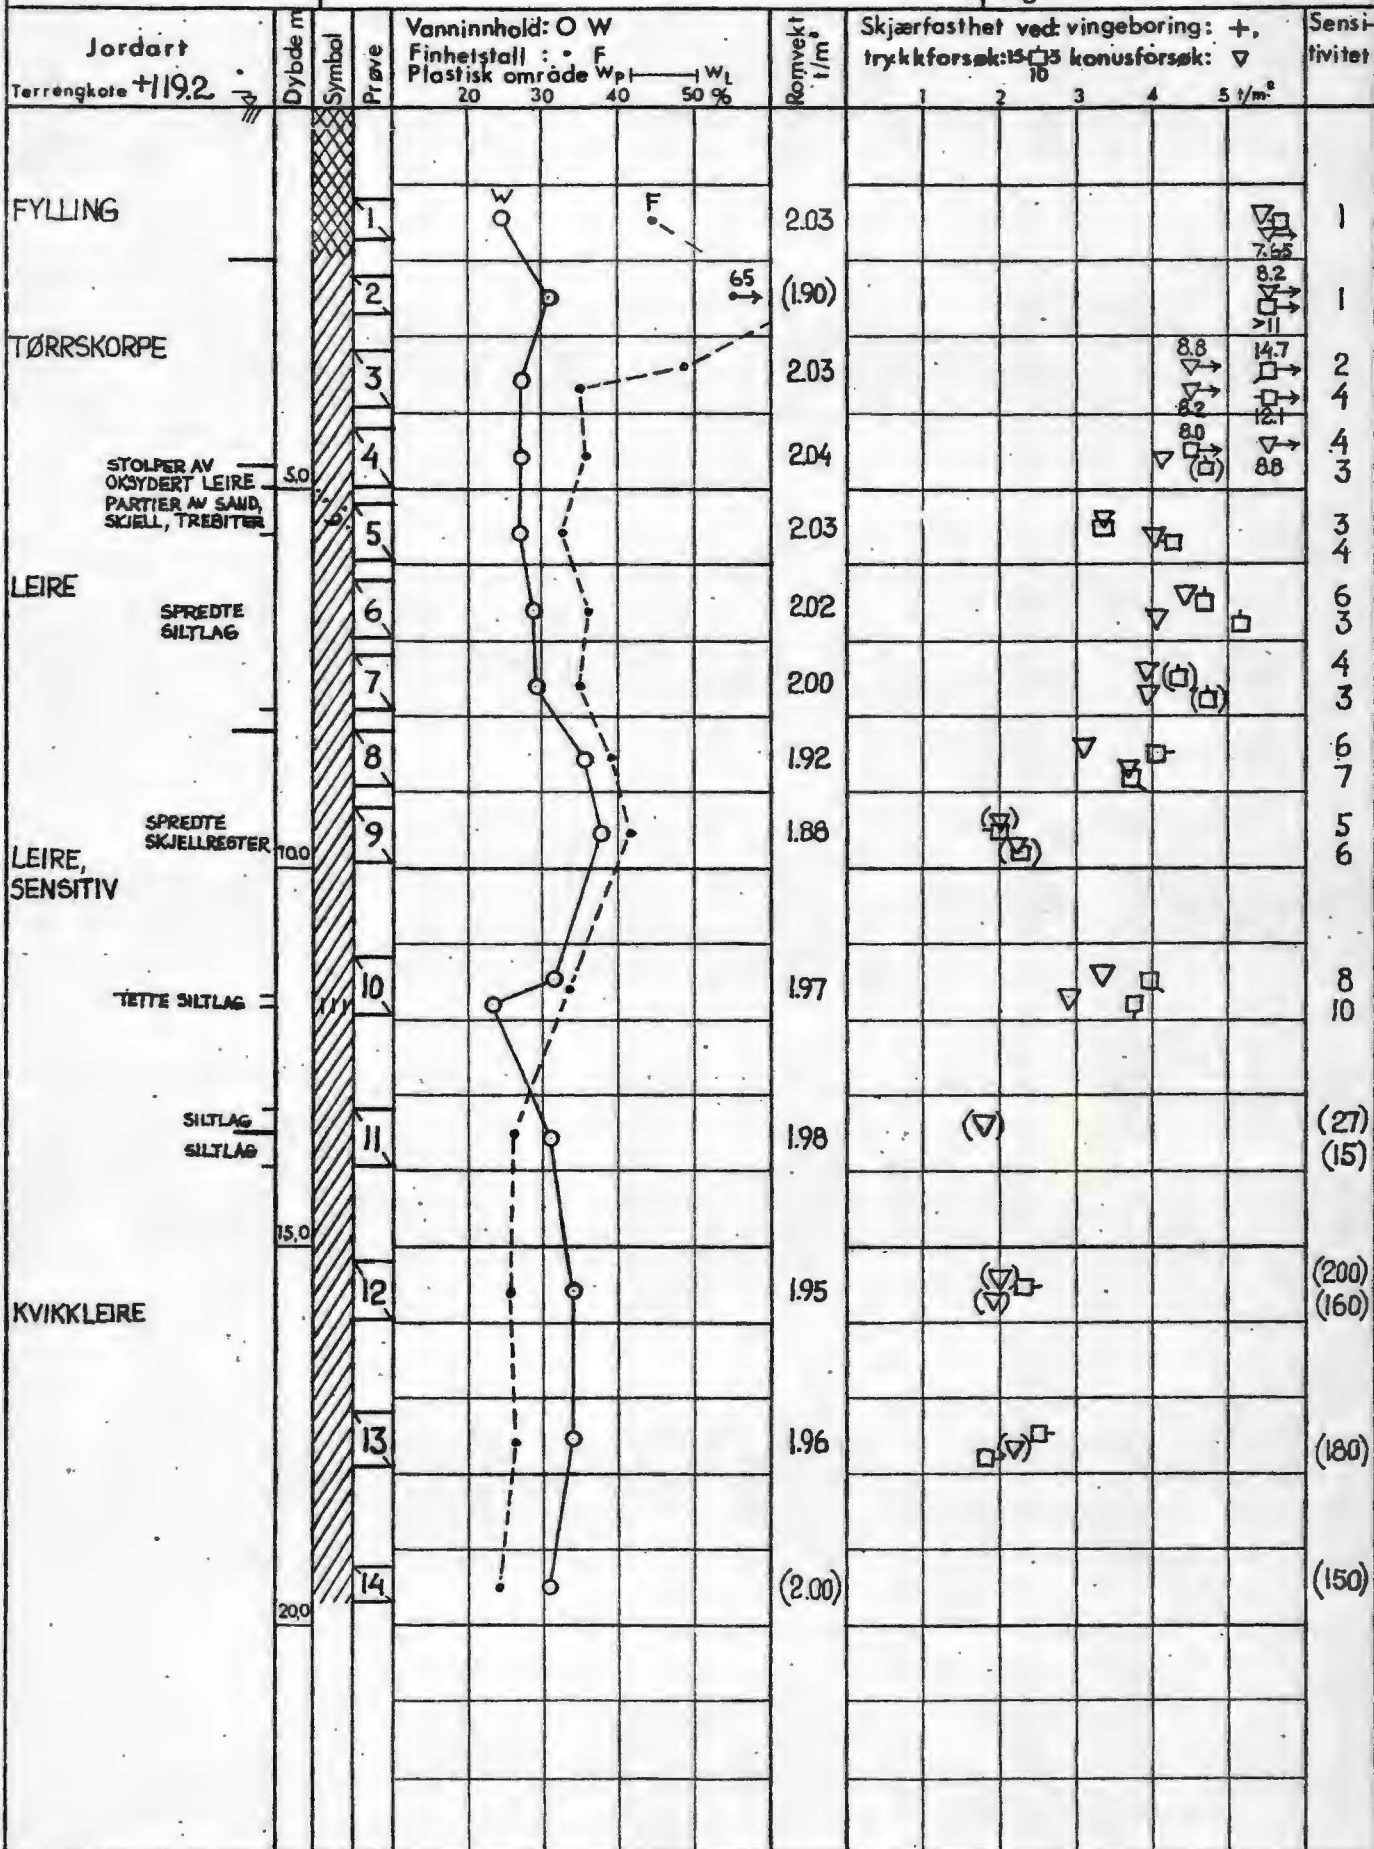 Jordart
Terrengkote +119.2
Dybde m
Symbol
Prøve
Vanninnhold: O W
Finhetstall : • F
Plastisk område Wp WL
20 30 40 50 %
Romvekt t/m³
Skjærfasthet ved: vingeboring: +,
trykkforsøk: 15 5 konusforsøk: ▽
10
1 2 3 4 5 t/m²
Sensi-
tivitet
W F
FYLLING 1 2.03 1
7.65
65 8.2
2 (1.90) 1
>11
TØRRSKORPE
8.8 14.7
3 2.03 2
4
8.2 12.1
8.0
4 2.04 4
8.8 3
STOLPER AV
OKSYDERT LEIRE
5.0
PARTIER AV SAND,
SKJELL, TREBITER
5 2.03 3
4
LEIRE
SPREDTE
SILTLAG
6 2.02 6
3
7 2.00 4
3
8 1.92 6
7
SPREDTE
SKJELLRESTER
9 1.88 5
6
10.0
LEIRE,
SENSITIV
10 1.97 8
10
TETTE SILTLAG
SILTLAG
SILTLAG
11 1.98 (27)
(15)
15,0
12 1.95 (200)
(160)
KVIKKLEIRE
13 1.96 (180)
14 (2.00) (150)
20,0